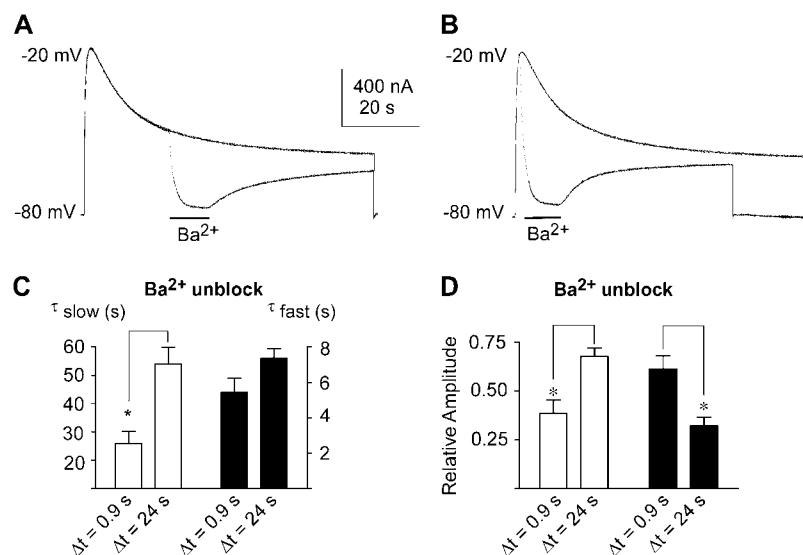 A
B
-20 mV
-20 mV
400 nA
20 s
-80 mV
-80 mV
Ba2+
Ba2+
C
Ba2+ unblock
τ slow (s)
τ fast (s)
60
50
40
30
20
8
6
4
2
*
Δt = 0.9 s
Δt = 24 s
Δt = 0.9 s
Δt = 24 s
D
Ba2+ unblock
Relative Amplitude
0.75
0.50
0.25
*
*
Δt = 0.9 s
Δt = 24 s
Δt = 0.9 s
Δt = 24 s